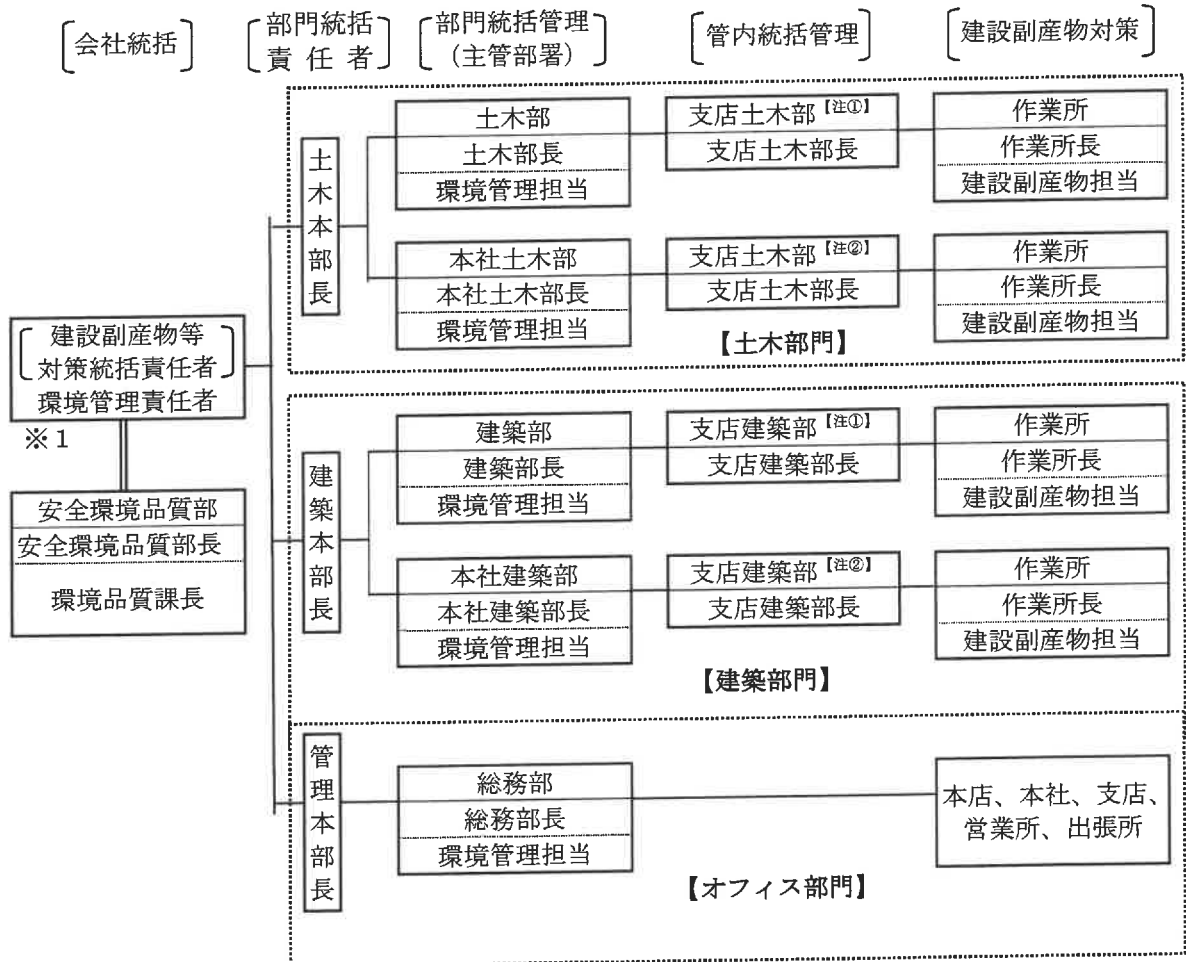 会社統括
部門統括
責任者
部門統括管理
（主管部署）
管内統括管理
建設副産物対策
土木本部長
土木部
土木部長
環境管理担当
支店土木部【注①】
支店土木部長
作業所
作業所長
建設副産物担当
本社土木部
本社土木部長
環境管理担当
支店土木部【注②】
支店土木部長
作業所
作業所長
建設副産物担当
【土木部門】
建設副産物等
対策統括責任者
環境管理責任者
※１
安全環境品質部
安全環境品質部長
環境品質課長
建築本部長
建築部
建築部長
環境管理担当
支店建築部【注①】
支店建築部長
作業所
作業所長
建設副産物担当
本社建築部
本社建築部長
環境管理担当
支店建築部【注②】
支店建築部長
作業所
作業所長
建設副産物担当
【建築部門】
管理本部長
総務部
総務部長
環境管理担当
本店、本社、支店、
営業所、出張所
【オフィス部門】